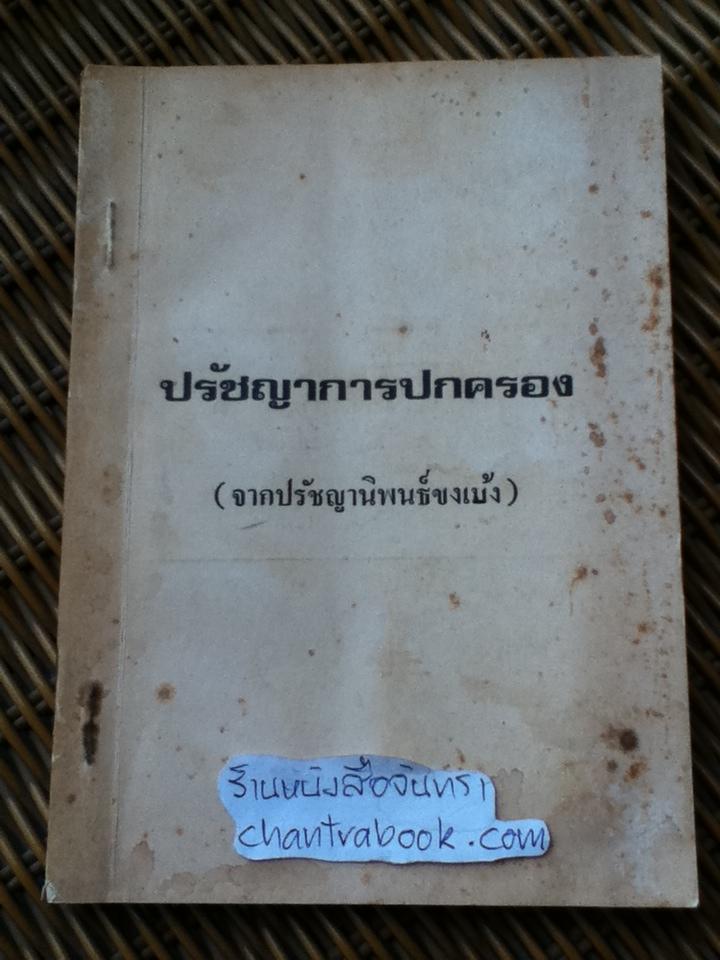 ปรัชญาการปกครอง
(จากปรัชญานิพนธ์ขงเบ้ง)
ร้านหนังสือจันทรา
chantrabook.com